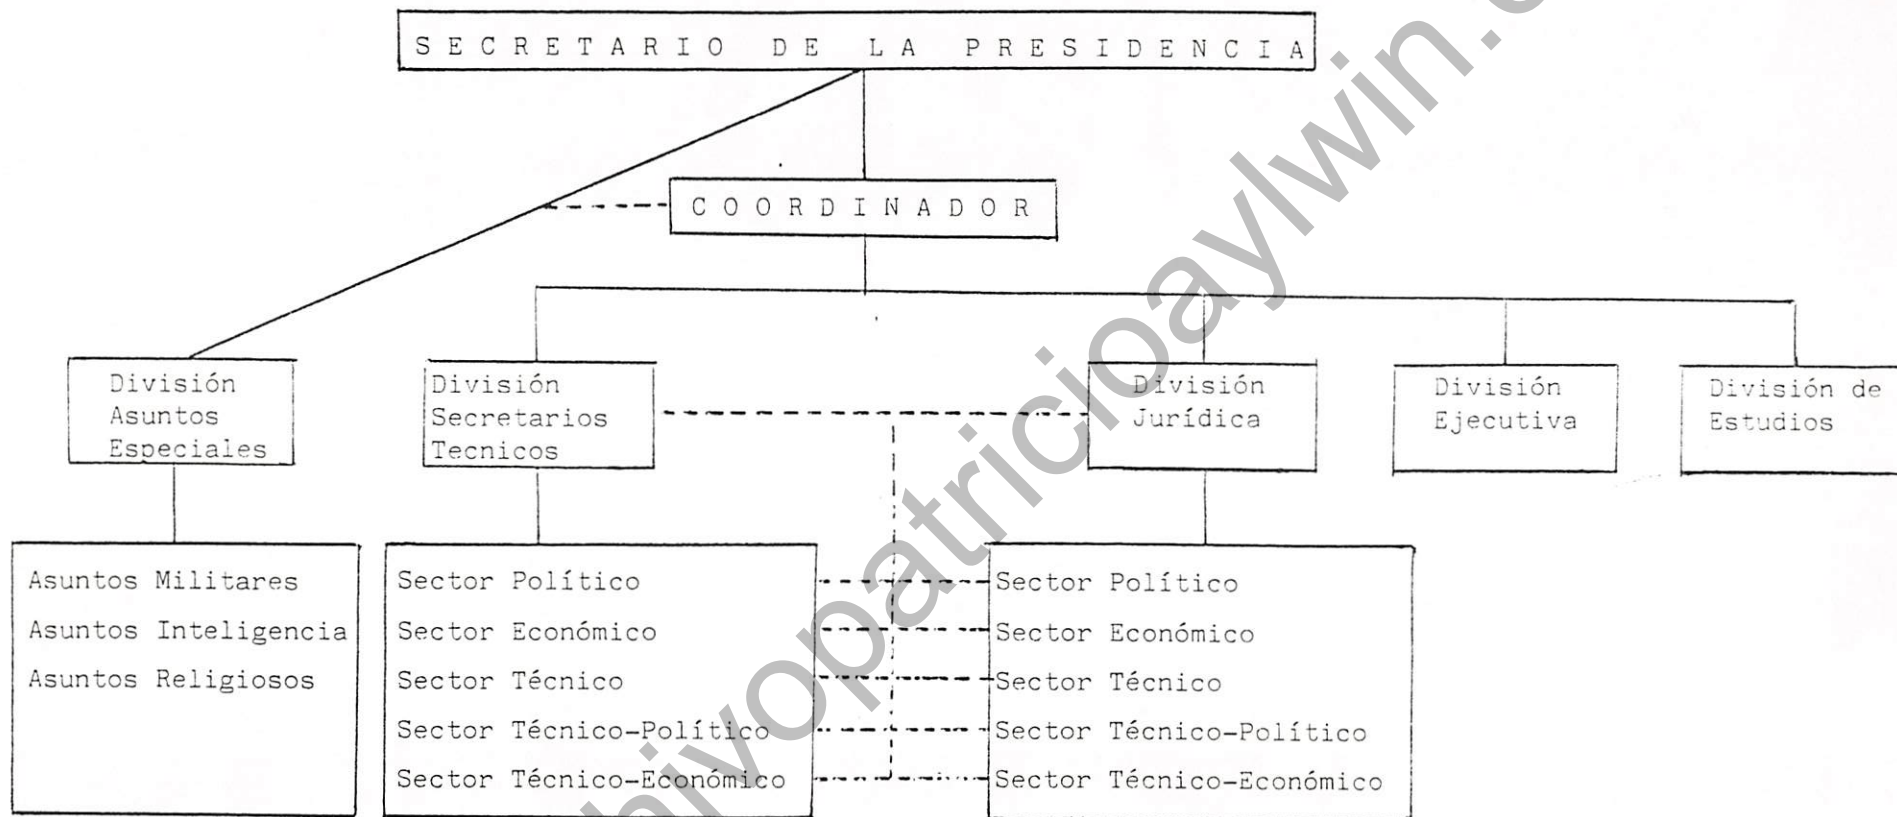 SECRETARIO DE LA PRESIDENCIA
COORDINADOR
División
Asuntos
Especiales
División
Secretarios
Tecnicos
División
Jurídica
División
Ejecutiva
División de
Estudios
Asuntos Militares
Asuntos Inteligencia
Asuntos Religiosos
Sector Político
Sector Económico
Sector Técnico
Sector Técnico-Político
Sector Técnico-Económico
Sector Político
Sector Económico
Sector Técnico
Sector Técnico-Político
Sector Técnico-Económico
hivopatricioaylwin.c